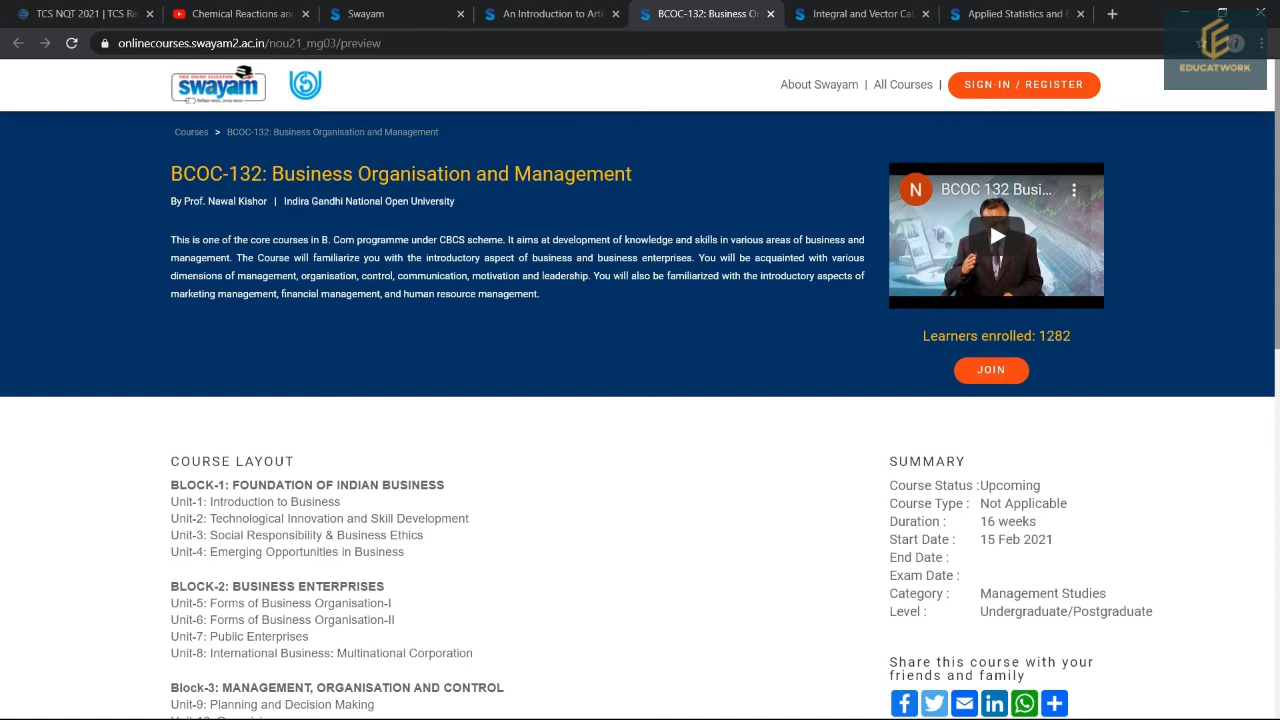 TCS NQT 2021 | TCS Re
Chemical Reactions an
Swayam
An Introduction to Arti
BCOC-132: Business Or
Integral and Vector Cal
Applied Statistics and
onlinecourses.swayam2.ac.in/nou21_mg03/preview
EDUCATWORK
FREE ONLINE EDUCATION
swayam
About Swayam | All Courses | SIGN-IN / REGISTER
Courses > BCOC-132: Business Organisation and Management
BCOC-132: Business Organisation and Management
By Prof. Nawal Kishor | Indira Gandhi National Open University
This is one of the core courses in B. Com programme under CBCS scheme. It aims at development of knowledge and skills in various areas of business and
management. The Course will familiarize you with the introductory aspect of business and business enterprises. You will be acquainted with various
dimensions of management, organisation, control, communication, motivation and leadership. You will also be familiarized with the introductory aspects of
marketing management, financial management, and human resource management.
N BCOC 132 Busi...
Learners enrolled: 1282
JOIN
COURSE LAYOUT
BLOCK-1: FOUNDATION OF INDIAN BUSINESS
Unit-1: Introduction to Business
Unit-2: Technological Innovation and Skill Development
Unit-3: Social Responsibility & Business Ethics
Unit-4: Emerging Opportunities in Business
BLOCK-2: BUSINESS ENTERPRISES
Unit-5: Forms of Business Organisation-I
Unit-6: Forms of Business Organisation-II
Unit-7: Public Enterprises
Unit-8: International Business: Multinational Corporation
Block-3: MANAGEMENT, ORGANISATION AND CONTROL
Unit-9: Planning and Decision Making
SUMMARY
Course Status : Upcoming
Course Type : Not Applicable
Duration : 16 weeks
Start Date : 15 Feb 2021
End Date :
Exam Date :
Category : Management Studies
Level : Undergraduate/Postgraduate
Share this course with your
friends and family